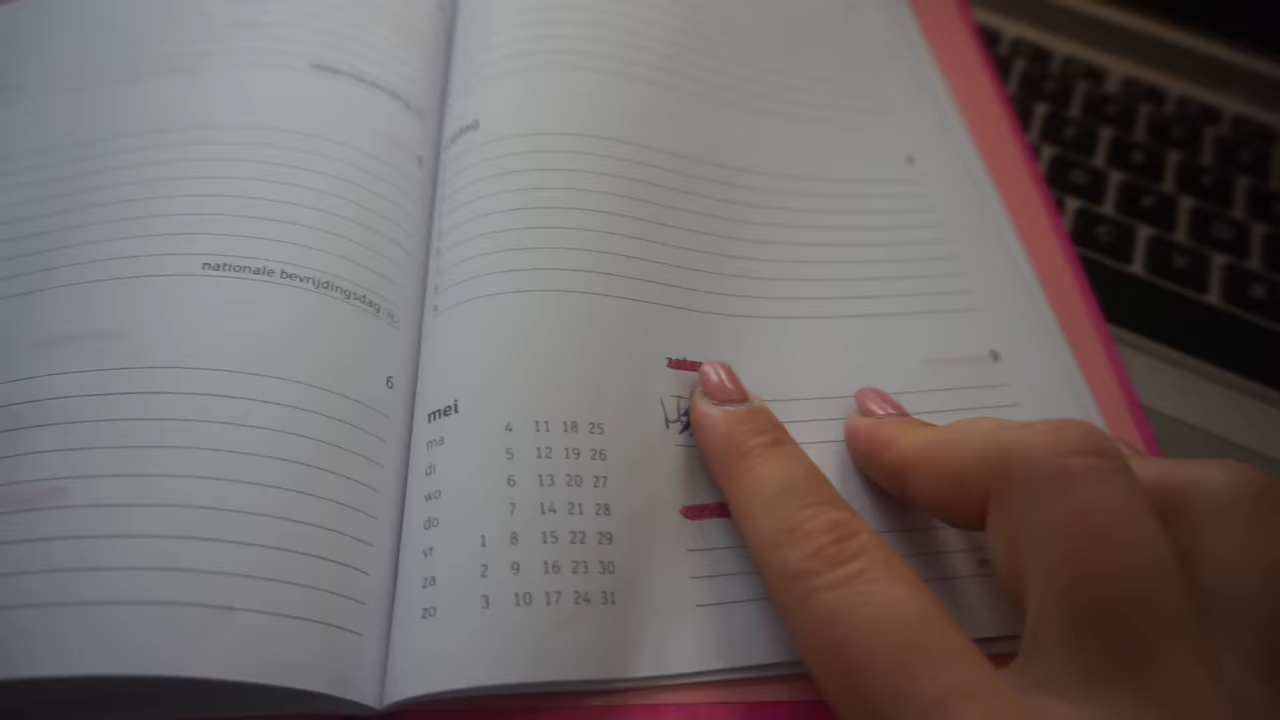 nationale bevrijdingsdag
6
9
mei
ma 4 11 18 25
di 5 12 19 26
wo 6 13 20 27
do 7 14 21 28
vr 1 8 15 22 29
za 2 9 16 23 30
zo 3 10 17 24 31